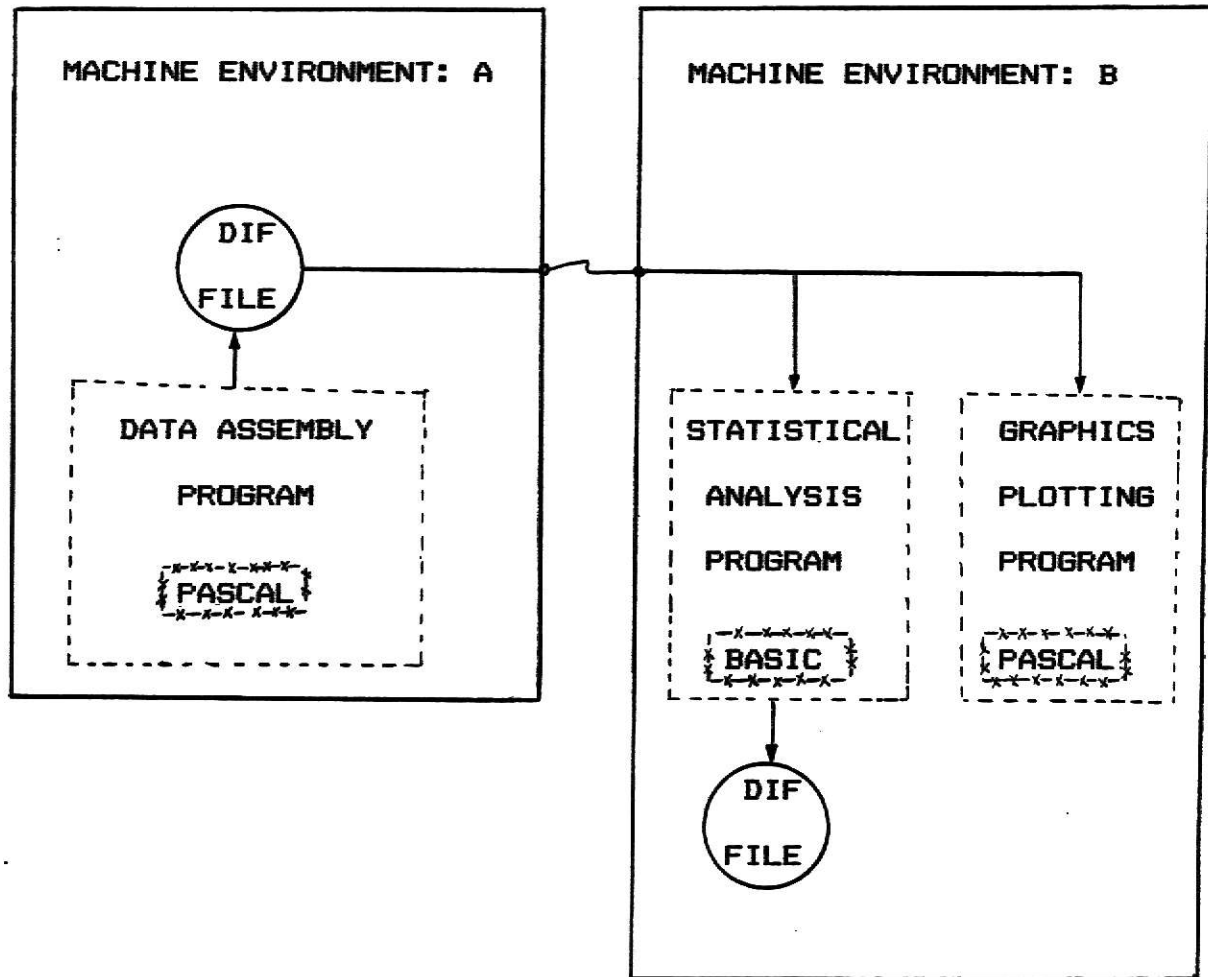 MACHINE ENVIRONMENT: A
DIF
FILE
DATA ASSEMBLY
PROGRAM
PASCAL
MACHINE ENVIRONMENT: B
STATISTICAL
ANALYSIS
PROGRAM
BASIC
GRAPHICS
PLOTTING
PROGRAM
PASCAL
DIF
FILE